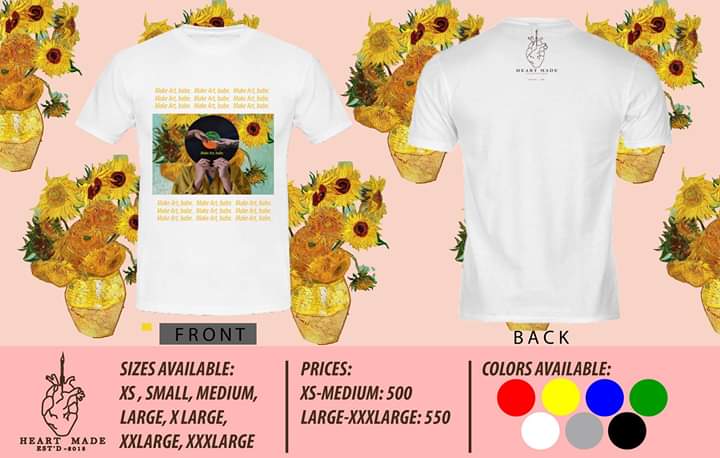 Make Art, babe. Make Art, babe. Make Art, babe.
Make Art, babe. Make Art, babe. Make Art, babe.
Make Art, babe. Make Art, babe. Make Art, babe.
Make Art, babe.
Make Art, babe. Make Art, babe. Make Art, babe.
Make Art, babe. Make Art, babe. Make Art, babe.
Make Art, babe. Make Art, babe. Make Art, babe.
HEART MADE
FRONT
BACK
HEART MADE
EST'D -2018
SIZES AVAILABLE:
XS , SMALL, MEDIUM,
LARGE, X LARGE,
XXLARGE, XXXLARGE
PRICES:
XS-MEDIUM: 500
LARGE-XXXLARGE: 550
COLORS AVAILABLE: